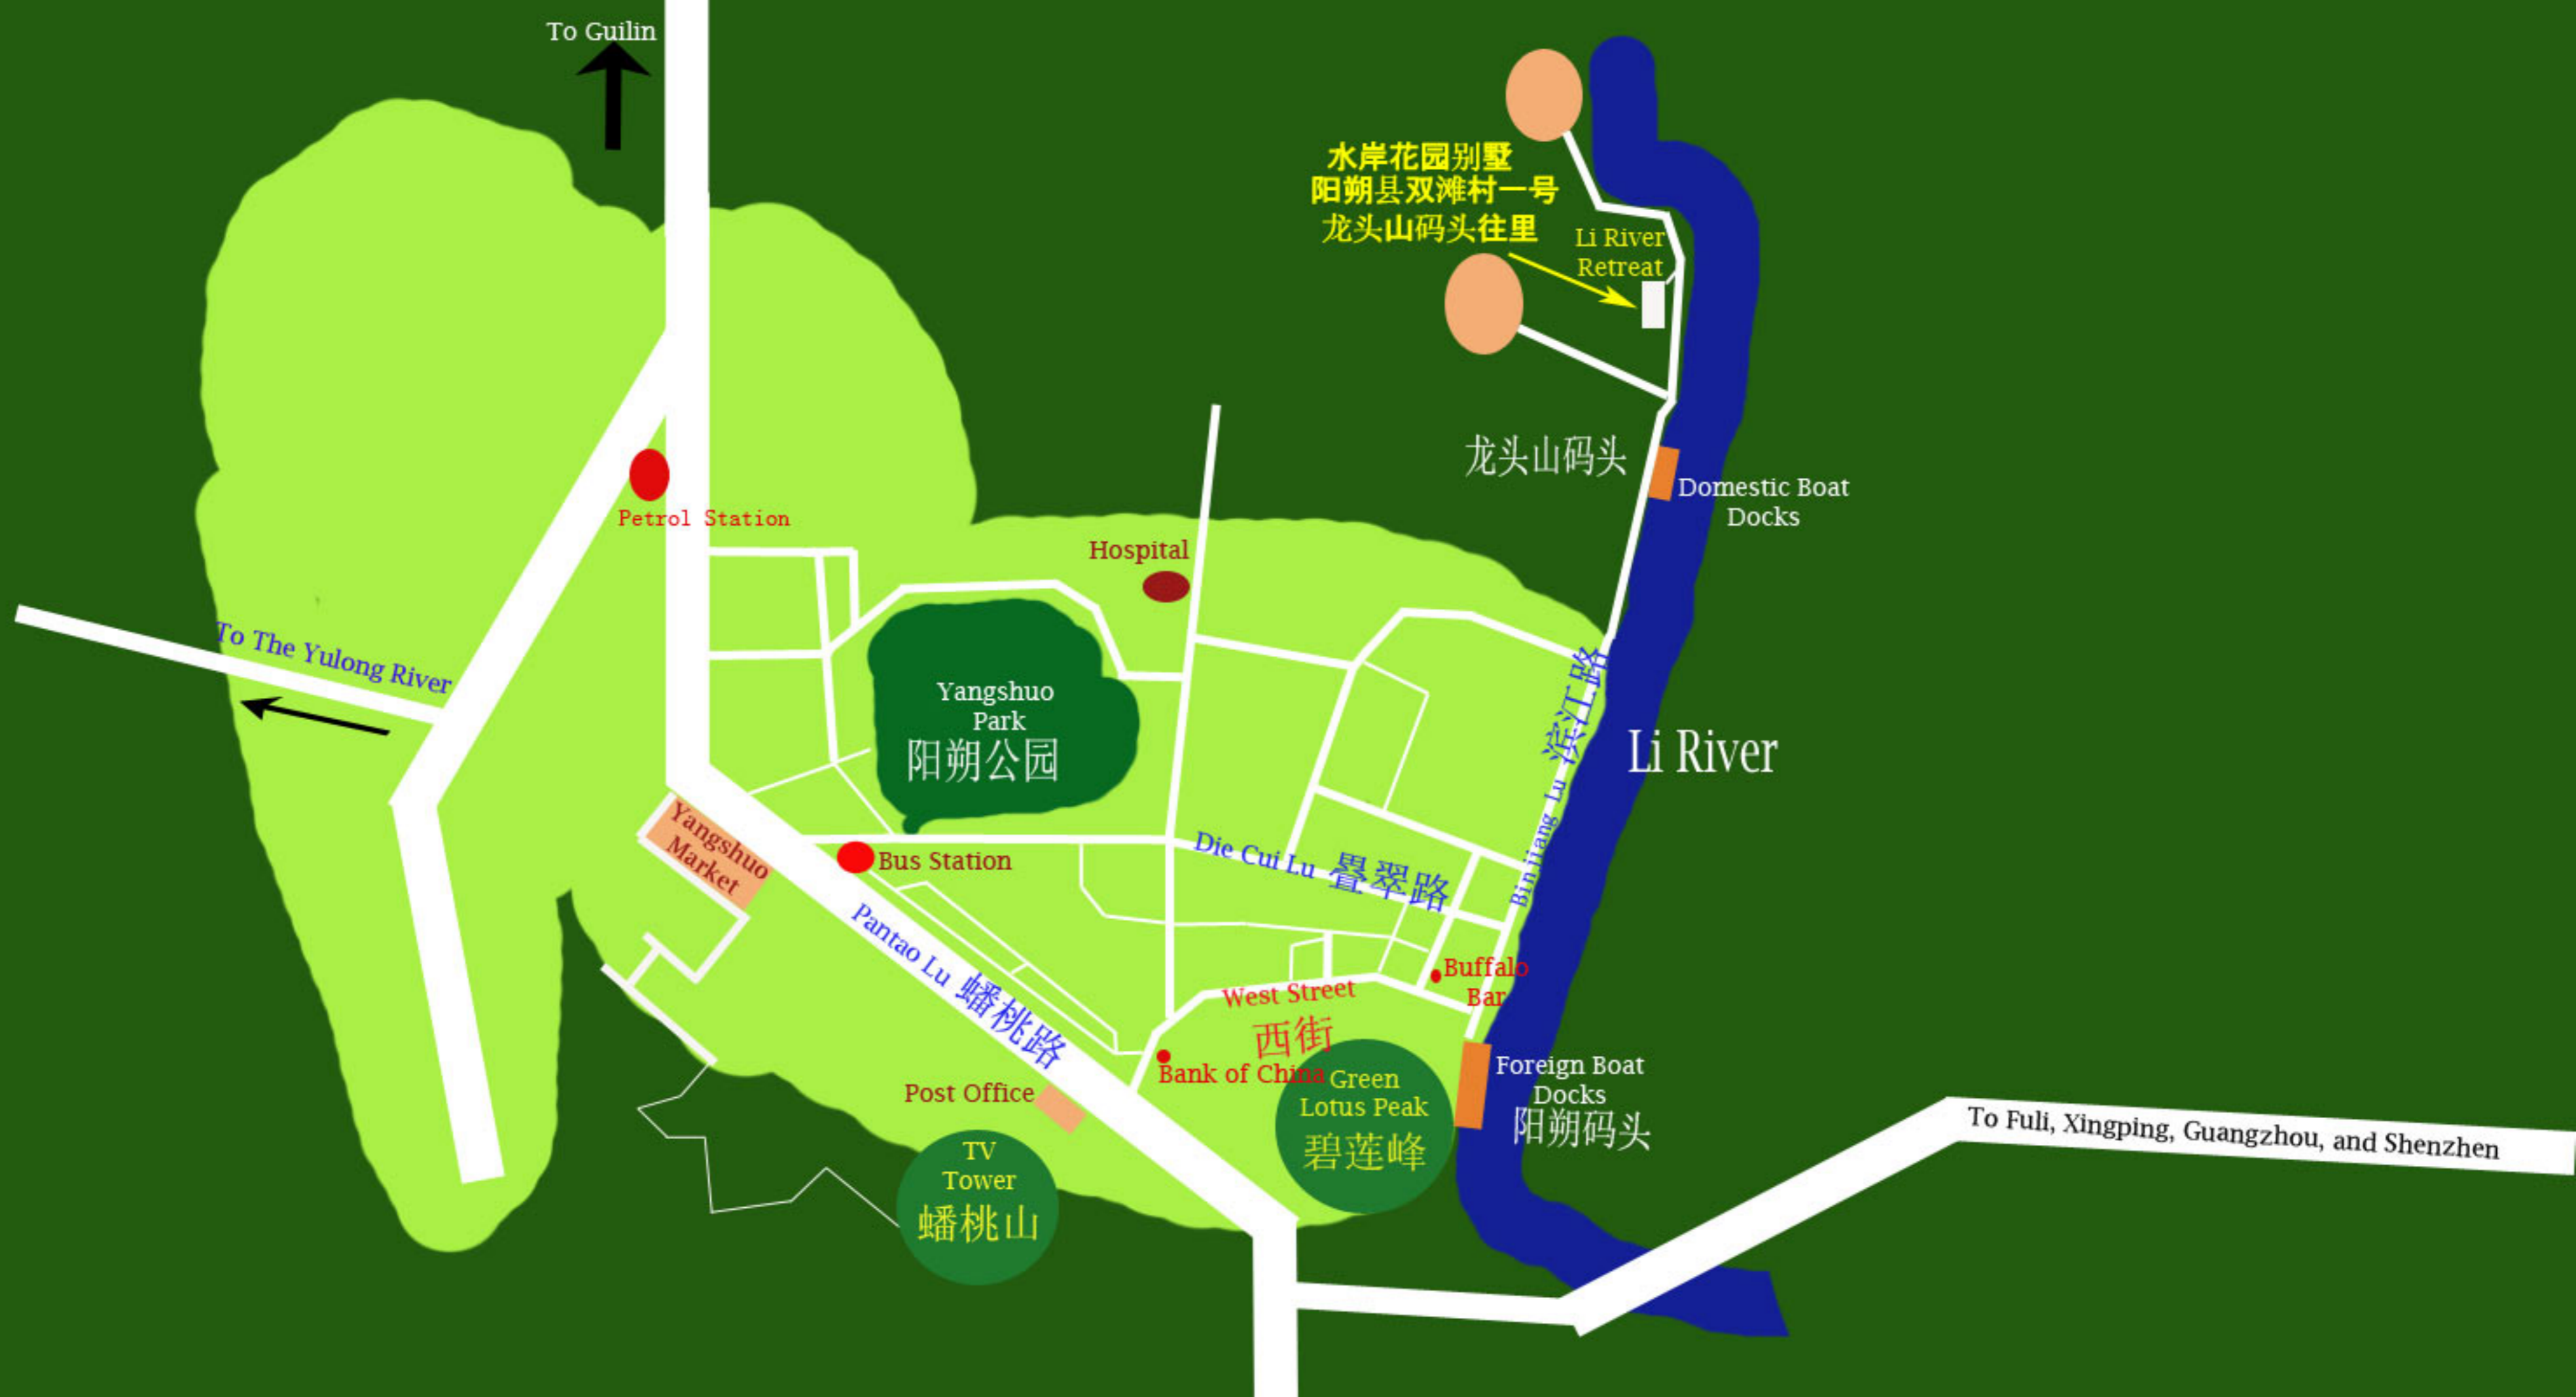 To Guilin
水岸花园别墅
阳朔县双滩村一号
龙头山码头往里
Li River
Retreat
龙头山码头
Domestic Boat
Docks
Petrol Station
Hospital
To The Yulong River
Yangshuo
Park
阳朔公园
Binjiang Lu 滨江路
Li River
Yangshuo
Market
Bus Station
Die Cui Lu 疊翠路
Pantao Lu 蟠桃路
Buffalo
Bar
West Street
西街
Bank of China
Post Office
Green
Lotus Peak
碧莲峰
Foreign Boat
Docks
阳朔码头
TV
Tower
蟠桃山
To Fuli, Xingping, Guangzhou, and Shenzhen